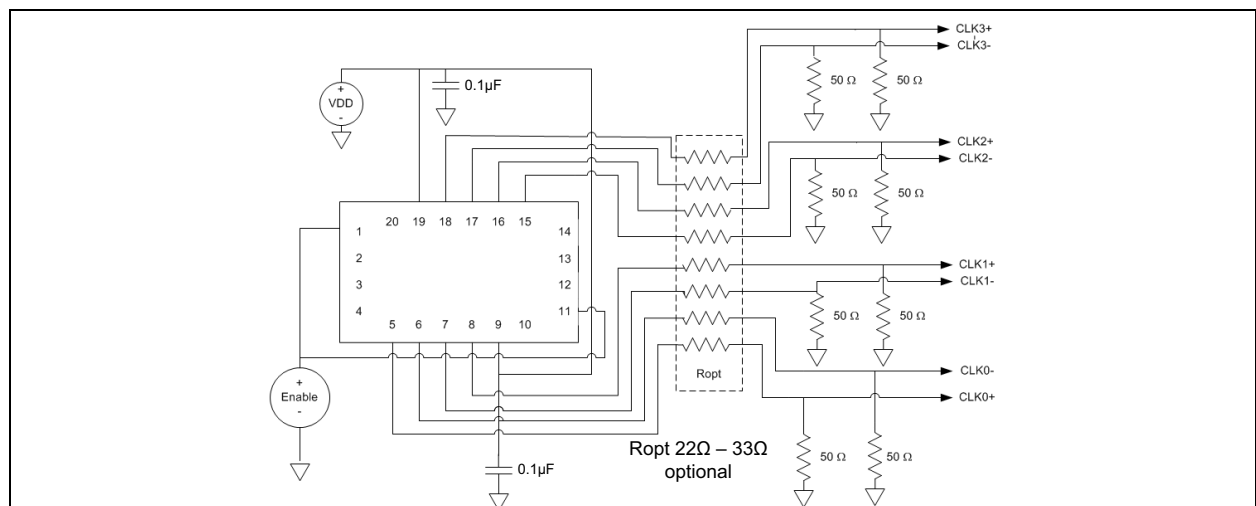 CLK3+
CLK3-
50 Ω
50 Ω
+
VDD
-
0.1µF
CLK2+
CLK2-
50 Ω
50 Ω
20 19 18 17 16 15
1
2
3
4
14
13
12
11
5 6 7 8 9 10
CLK1+
CLK1-
50 Ω
50 Ω
Ropt
+
Enable
-
CLK0-
CLK0+
50 Ω
50 Ω
0.1µF
Ropt 22Ω – 33Ω
optional